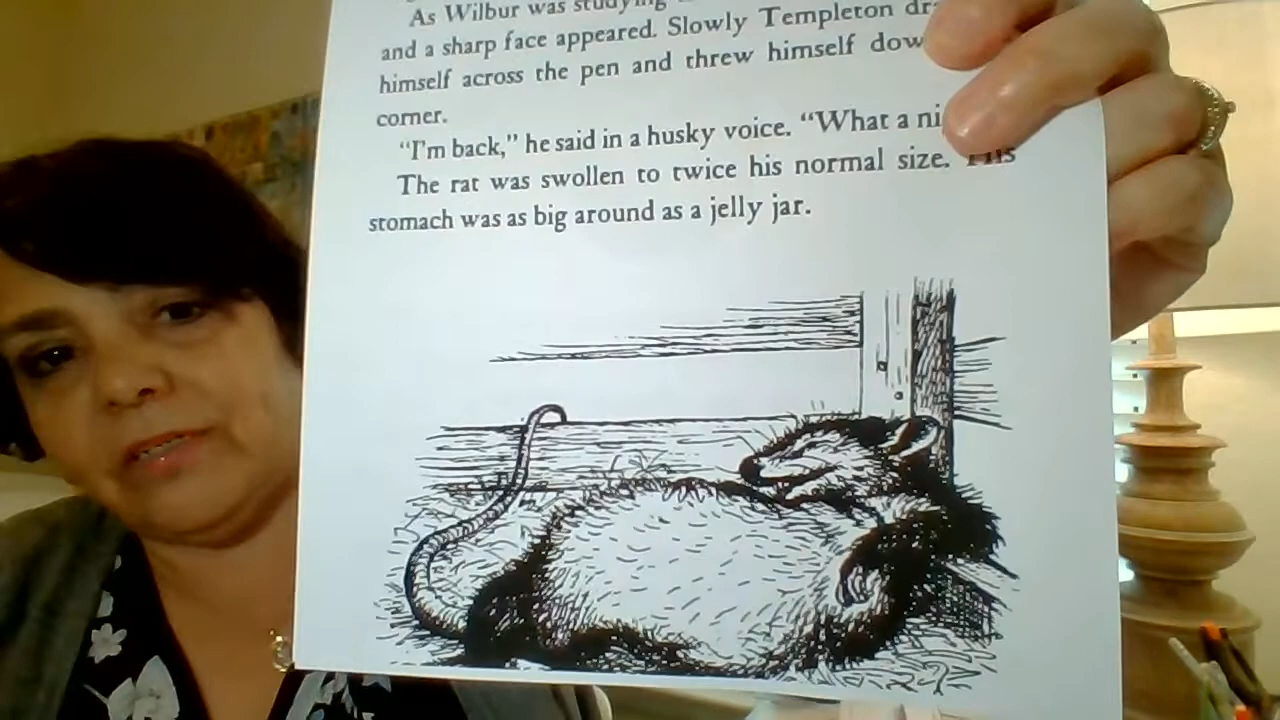 As Wilbur was studying
and a sharp face appeared. Slowly Templeton
himself across the pen and threw himself
corner.
"I'm back," he said in a husky voice. "What a
The rat was swollen to twice his normal size. His
stomach was as big around as a jelly jar.